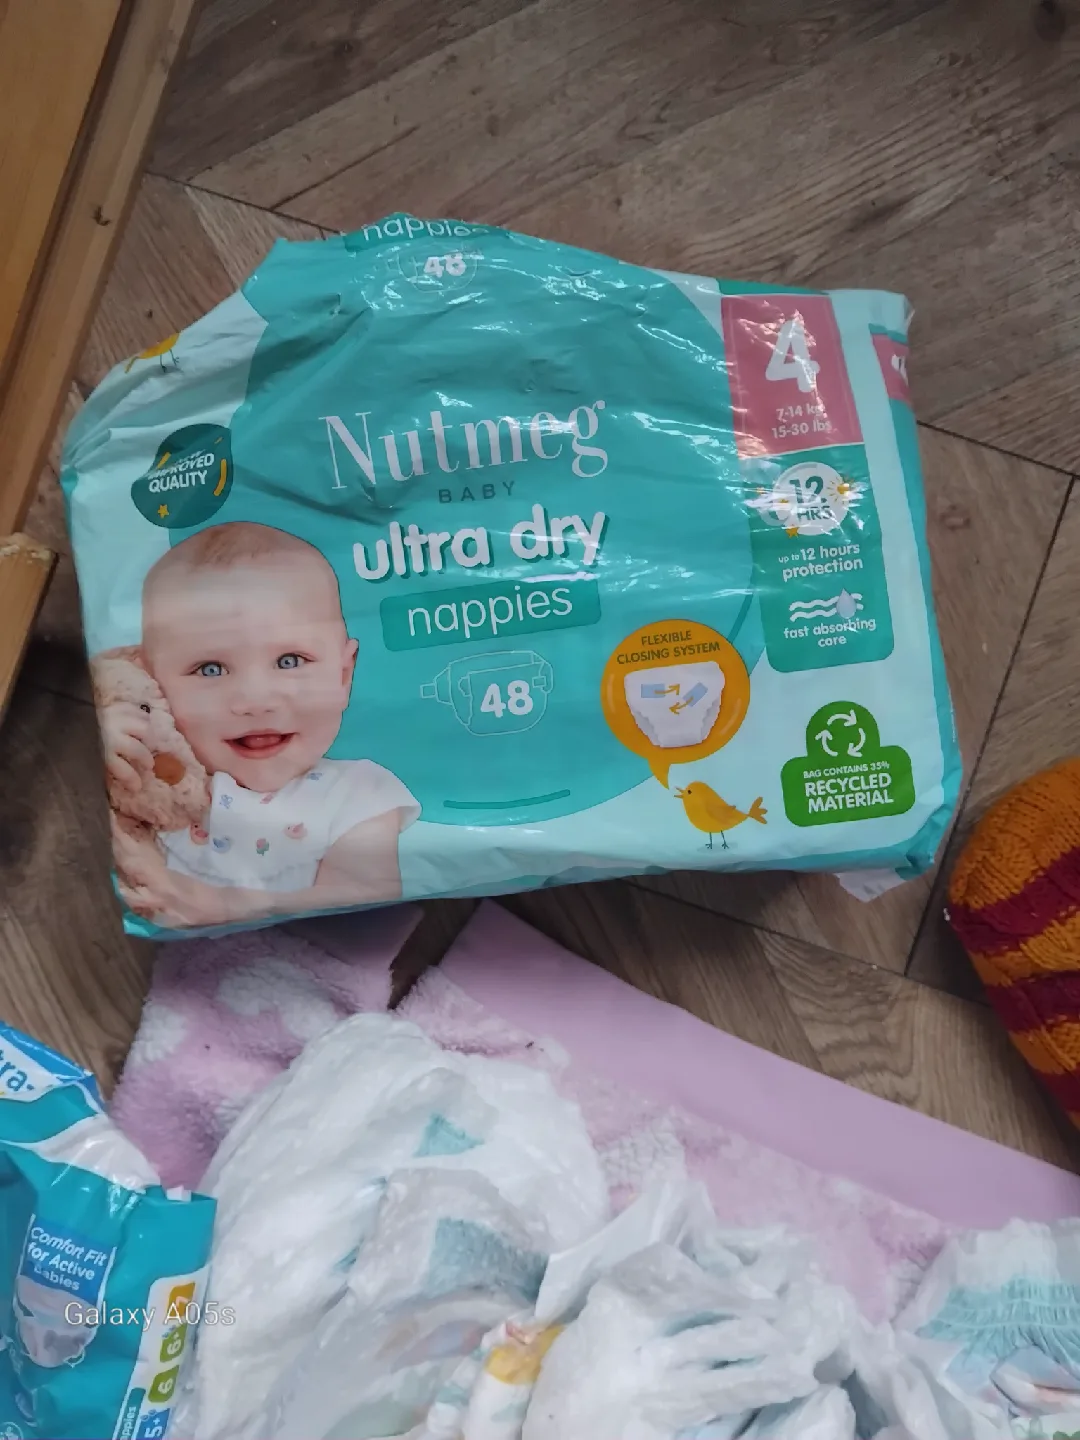 nappies
48
4
7-14 kg
15-30 lbs
IMPROVED
QUALITY
Nutmeg
BABY
ultra dry
nappies
48
12
HRS
up to 12 hours
protection
fast absorbing
core
FLEXIBLE
CLOSING SYSTEM
BAG CONTAINS 35%
RECYCLED
MATERIAL
Comfort Fit
for Active
Babies
6+
6
5+
Galaxy A05s